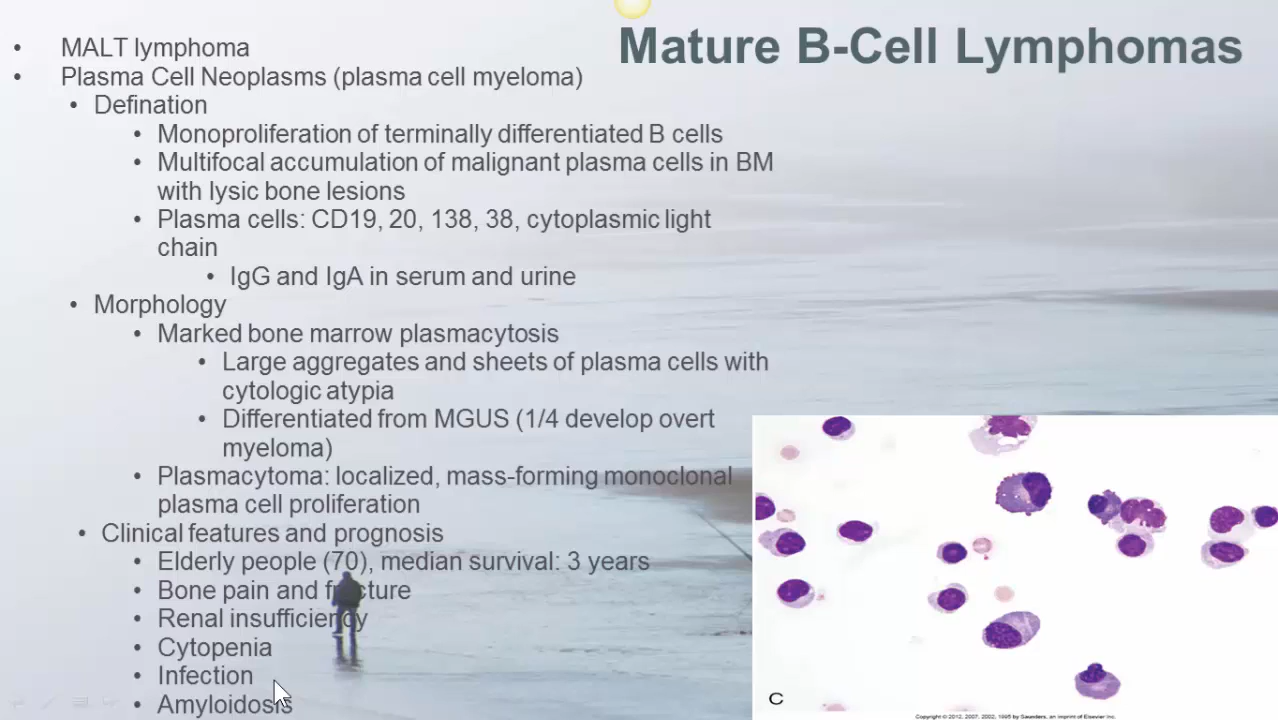 Mature B-Cell Lymphomas
• MALT lymphoma
• Plasma Cell Neoplasms (plasma cell myeloma)
• Defination
• Monoproliferation of terminally differentiated B cells
• Multifocal accumulation of malignant plasma cells in BM
with lysic bone lesions
• Plasma cells: CD19, 20, 138, 38, cytoplasmic light
chain
• IgG and IgA in serum and urine
• Morphology
• Marked bone marrow plasmacytosis
• Large aggregates and sheets of plasma cells with
cytologic atypia
• Differentiated from MGUS (1/4 develop overt
myeloma)
• Plasmacytoma: localized, mass-forming monoclonal
plasma cell proliferation
• Clinical features and prognosis
• Elderly people (70), median survival: 3 years
• Bone pain and fracture
• Renal insufficiency
• Cytopenia
• Infection
• Amyloidosis
C
Copyright © 2012, 2007, 2002, 1995 by Saunders, an imprint of Elsevier Inc.